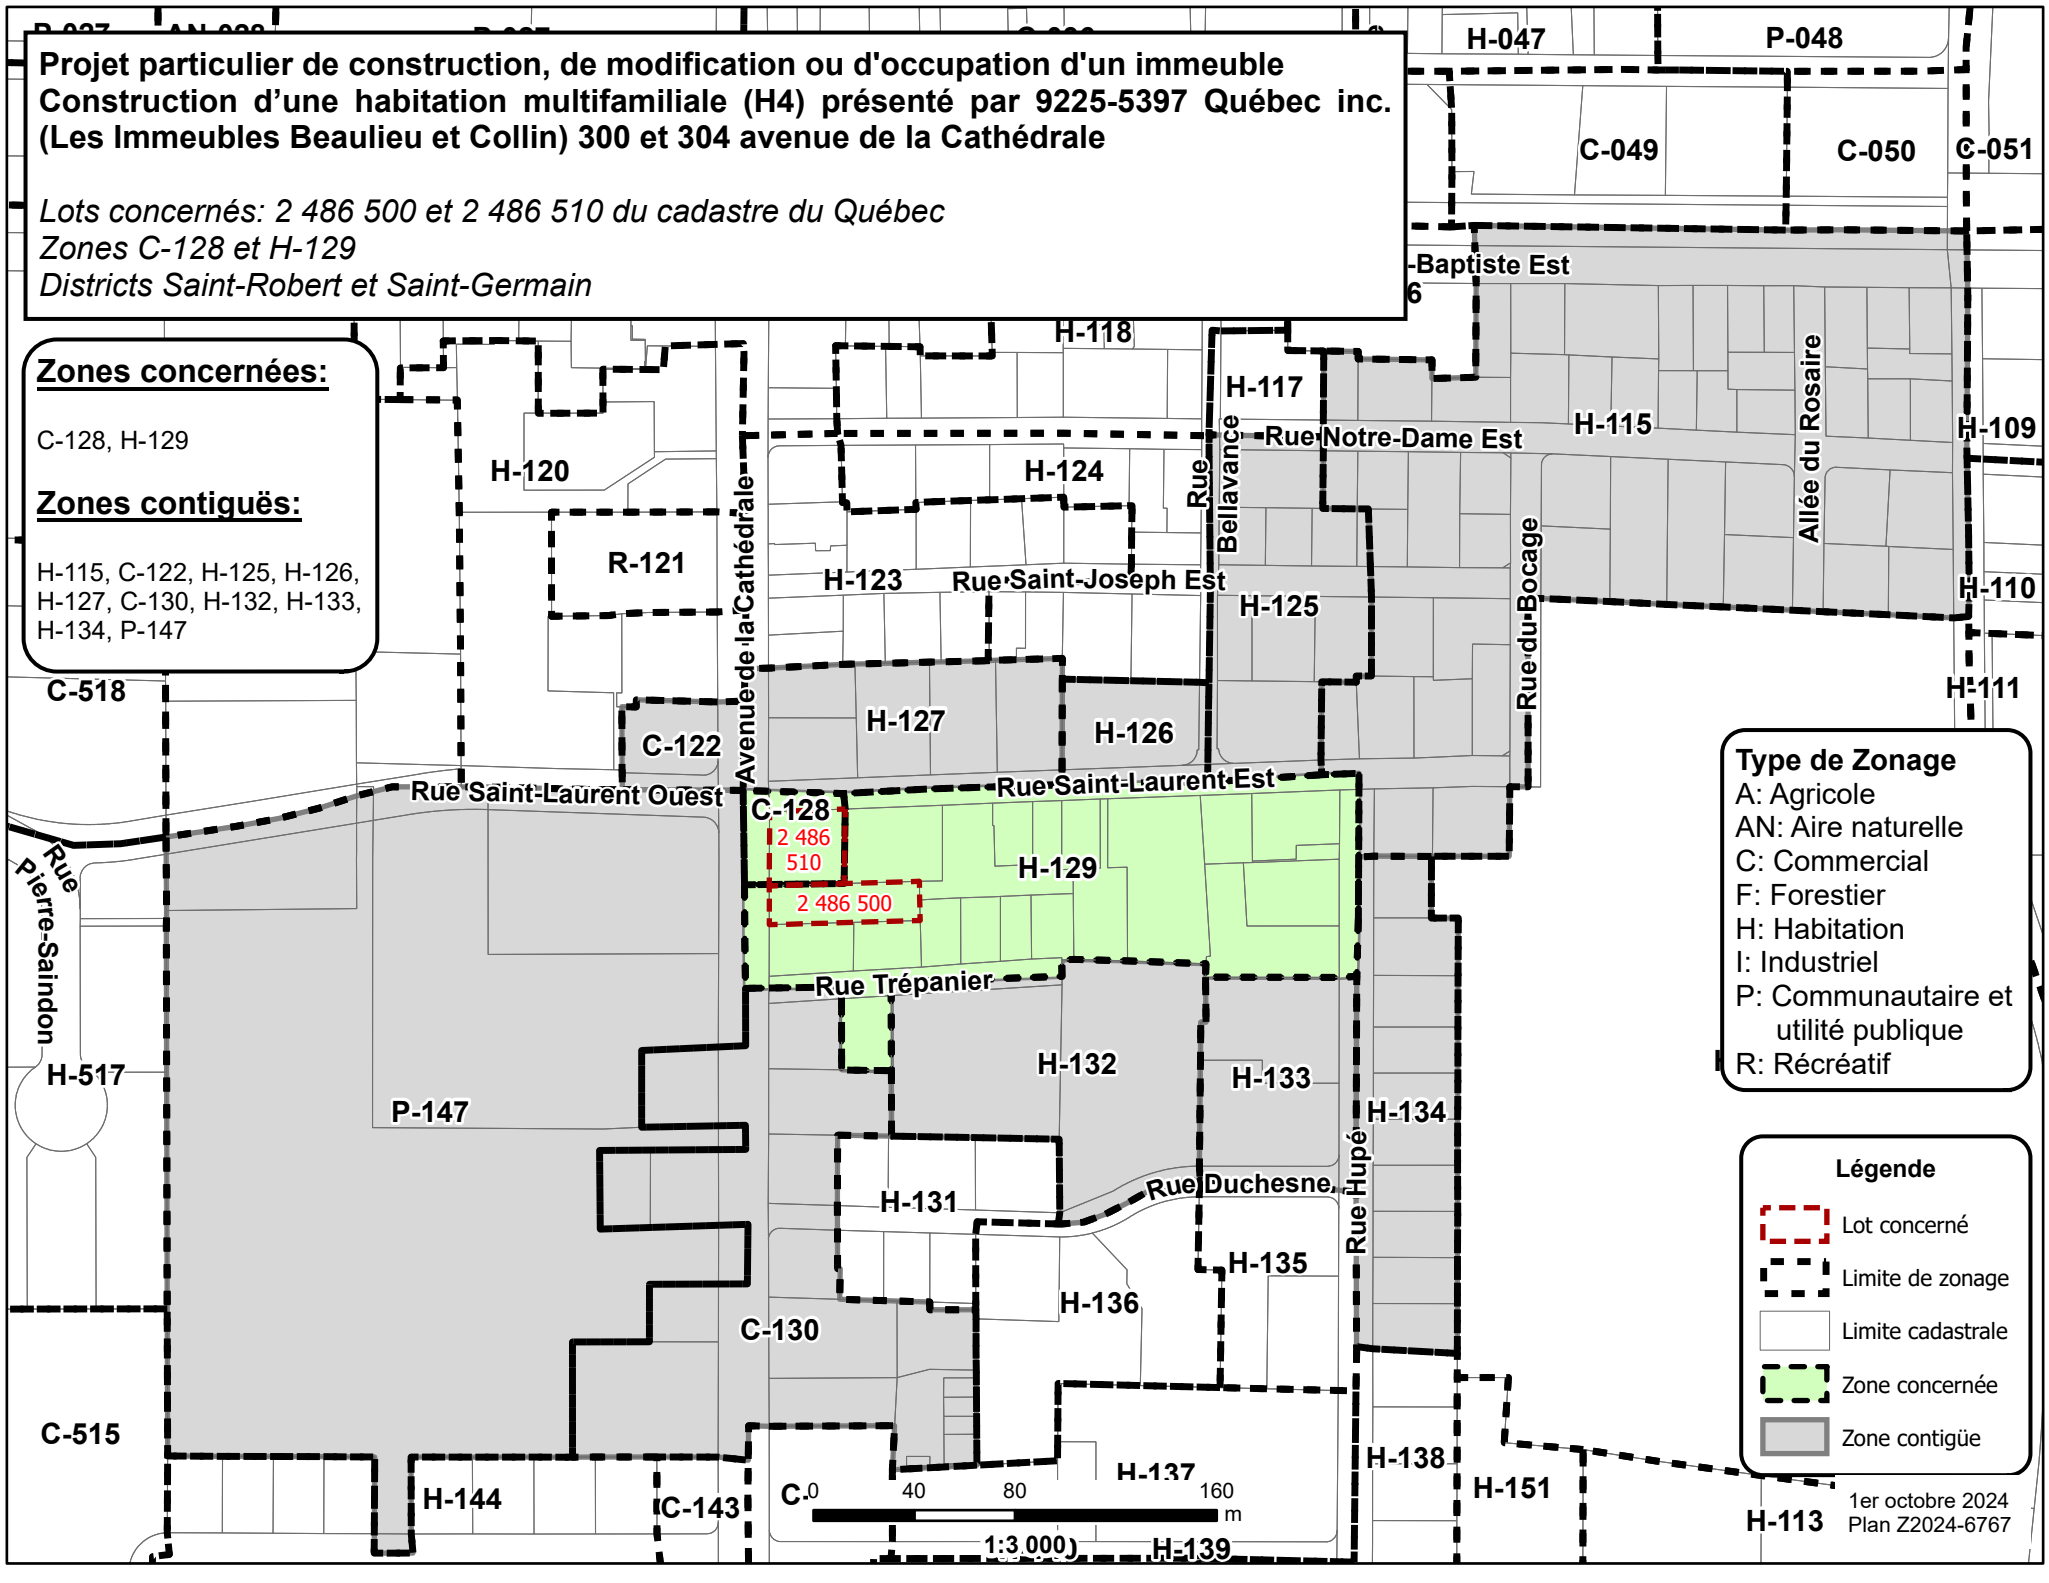 Projet particulier de construction, de modification ou d'occupation d'un immeuble
Construction d’une habitation multifamiliale (H4) présenté par 9225-5397 Québec inc.
(Les Immeubles Beaulieu et Collin) 300 et 304 avenue de la Cathédrale
Lots concernés: 2 486 500 et 2 486 510 du cadastre du Québec
Zones C-128 et H-129
Districts Saint-Robert et Saint-Germain
Zones concernées:
C-128, H-129
Zones contiguës:
H-115, C-122, H-125, H-126,
H-127, C-130, H-132, H-133,
H-134, P-147
H-047
P-048
C-049
C-050
C-051
-Baptiste Est
6
H-118
H-117
H-115
Allée du Rosaire
H-109
Rue Notre-Dame Est
H-120
H-124
Rue
Bellavance
R-121
H-123
Rue Saint-Joseph Est
H-125
Rue du Bocage
H-110
Avenue de la Cathédrale
C-518
H-111
C-122
H-127
H-126
Rue Saint-Laurent Ouest
Rue Saint-Laurent Est
C-128
2 486
510
H-129
2 486 500
Rue
Pierre-Saindon
Rue Trépanier
H-517
P-147
H-132
H-133
H-134
Rue Hupé
Rue Duchesne
H-131
H-135
H-136
C-130
C-515
H-144
C-143
C-
H-137
H-138
H-151
H-113
H-139
Type de Zonage
A: Agricole
AN: Aire naturelle
C: Commercial
F: Forestier
H: Habitation
I: Industriel
P: Communautaire et
utilité publique
R: Récréatif
Légende
Lot concerné
Limite de zonage
Limite cadastrale
Zone concernée
Zone contigüe
0 40 80 160
m
1:3 000
1er octobre 2024
Plan Z2024-6767